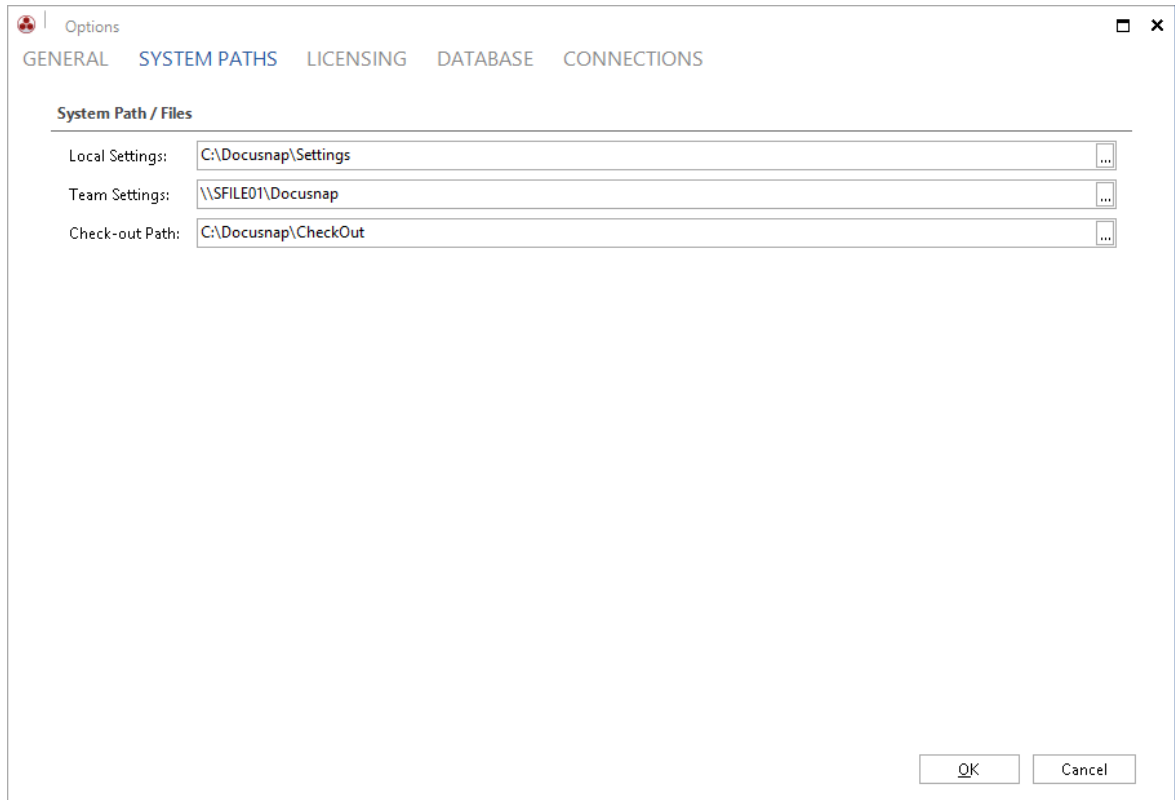 Options
GENERAL SYSTEM PATHS LICENSING DATABASE CONNECTIONS
System Path / Files
Local Settings: C:\Docusnap\Settings ...
Team Settings: \\SFILE01\Docusnap ...
Check-out Path: C:\Docusnap\CheckOut ...
OK Cancel